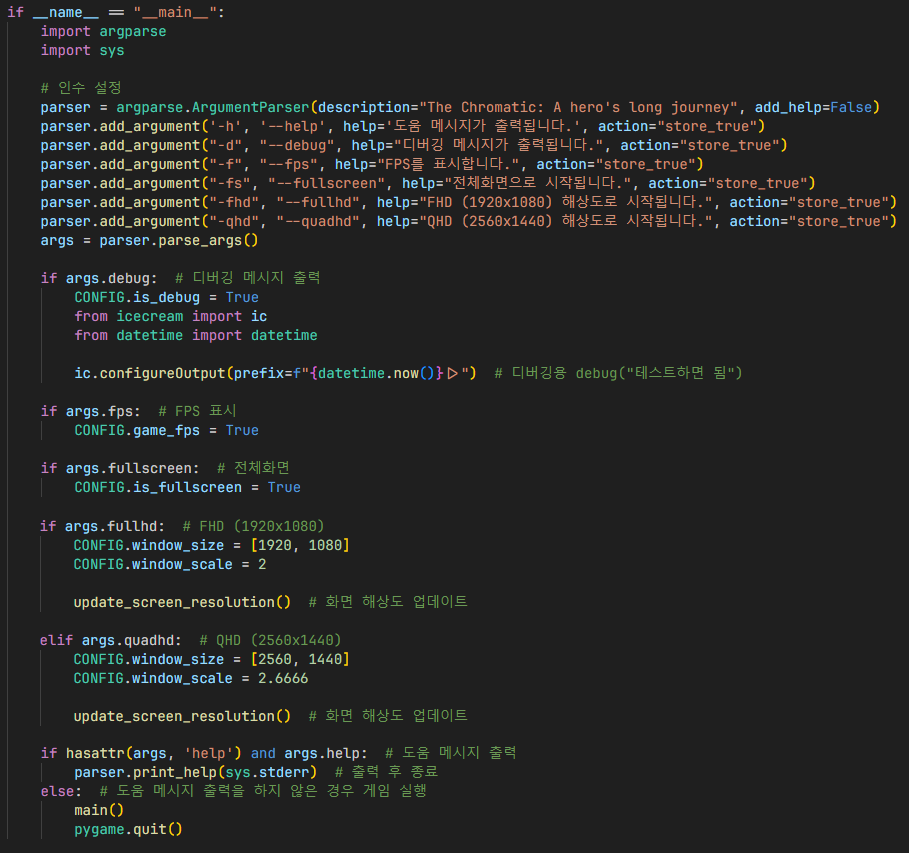 if __name__ == "__main__":
    import argparse
    import sys

    # 인수 설정
    parser = argparse.ArgumentParser(description="The Chromatic: A hero's long journey", add_help=False)
    parser.add_argument('-h', '--help', help='도움 메시지가 출력됩니다.', action="store_true")
    parser.add_argument("-d", "--debug", help="디버깅 메시지가 출력됩니다.", action="store_true")
    parser.add_argument("-f", "--fps", help="FPS를 표시합니다.", action="store_true")
    parser.add_argument("-fs", "--fullscreen", help="전체화면으로 시작됩니다.", action="store_true")
    parser.add_argument("-fhd", "--fullhd", help="FHD (1920x1080) 해상도로 시작됩니다.", action="store_true")
    parser.add_argument("-qhd", "--quadhd", help="QHD (2560x1440) 해상도로 시작됩니다.", action="store_true")
    args = parser.parse_args()

    if args.debug:  # 디버깅 메시지 출력
        CONFIG.is_debug = True
        from icecream import ic
        from datetime import datetime

        ic.configureOutput(prefix=f"{datetime.now()}|>")  # 디버깅용 debug("테스트하면 됨")

    if args.fps:  # FPS 표시
        CONFIG.game_fps = True

    if args.fullscreen:  # 전체화면
        CONFIG.is_fullscreen = True

    if args.fullhd:  # FHD (1920x1080)
        CONFIG.window_size = [1920, 1080]
        CONFIG.window_scale = 2

        update_screen_resolution()  # 화면 해상도 업데이트

    elif args.quadhd:  # QHD (2560x1440)
        CONFIG.window_size = [2560, 1440]
        CONFIG.window_scale = 2.6666

        update_screen_resolution()  # 화면 해상도 업데이트

    if hasattr(args, 'help') and args.help:  # 도움 메시지 출력
        parser.print_help(sys.stderr)  # 출력 후 종료
    else:  # 도움 메시지 출력을 하지 않은 경우 게임 실행
        main()
        pygame.quit()